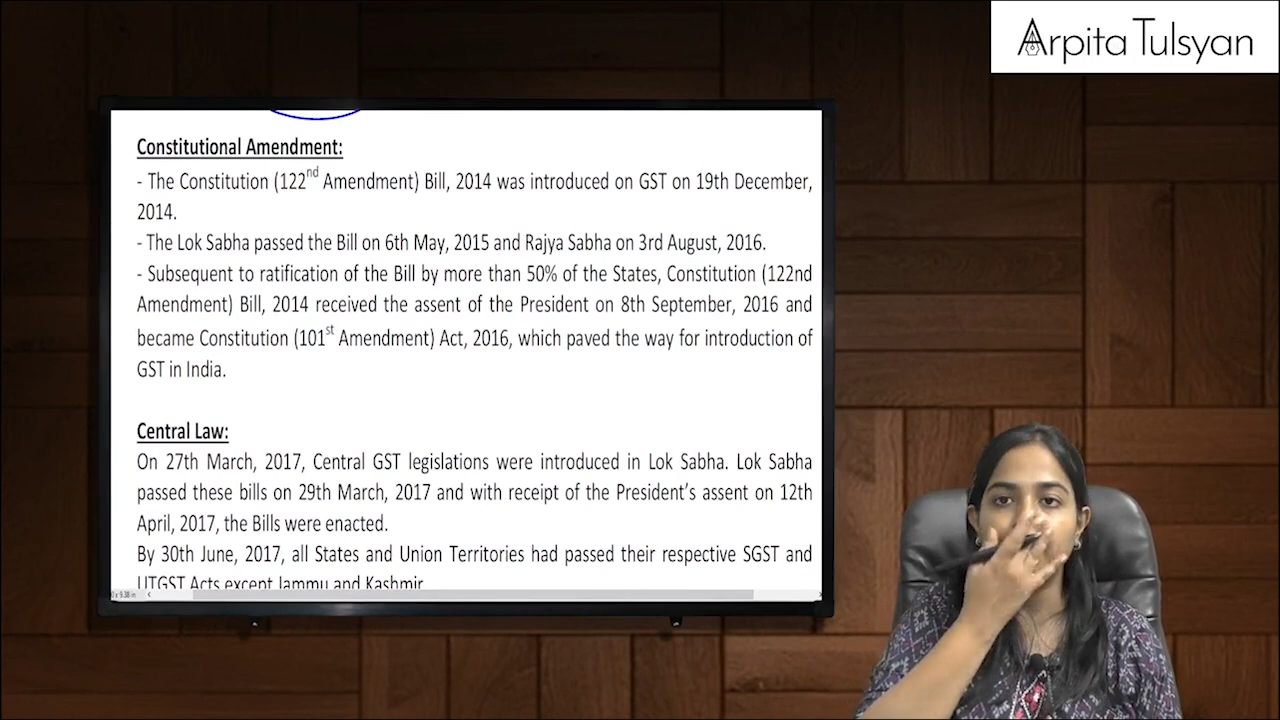 Arpita Tulsyan
Constitutional Amendment:
- The Constitution (122nd Amendment) Bill, 2014 was introduced on GST on 19th December,
2014.
- The Lok Sabha passed the Bill on 6th May, 2015 and Rajya Sabha on 3rd August, 2016.
- Subsequent to ratification of the Bill by more than 50% of the States, Constitution (122nd
Amendment) Bill, 2014 received the assent of the President on 8th September, 2016 and
became Constitution (101st Amendment) Act, 2016, which paved the way for introduction of
GST in India.
Central Law:
On 27th March, 2017, Central GST legislations were introduced in Lok Sabha. Lok Sabha
passed these bills on 29th March, 2017 and with receipt of the President's assent on 12th
April, 2017, the Bills were enacted.
By 30th June, 2017, all States and Union Territories had passed their respective SGST and
UTGST Acts except Jammu and Kashmir